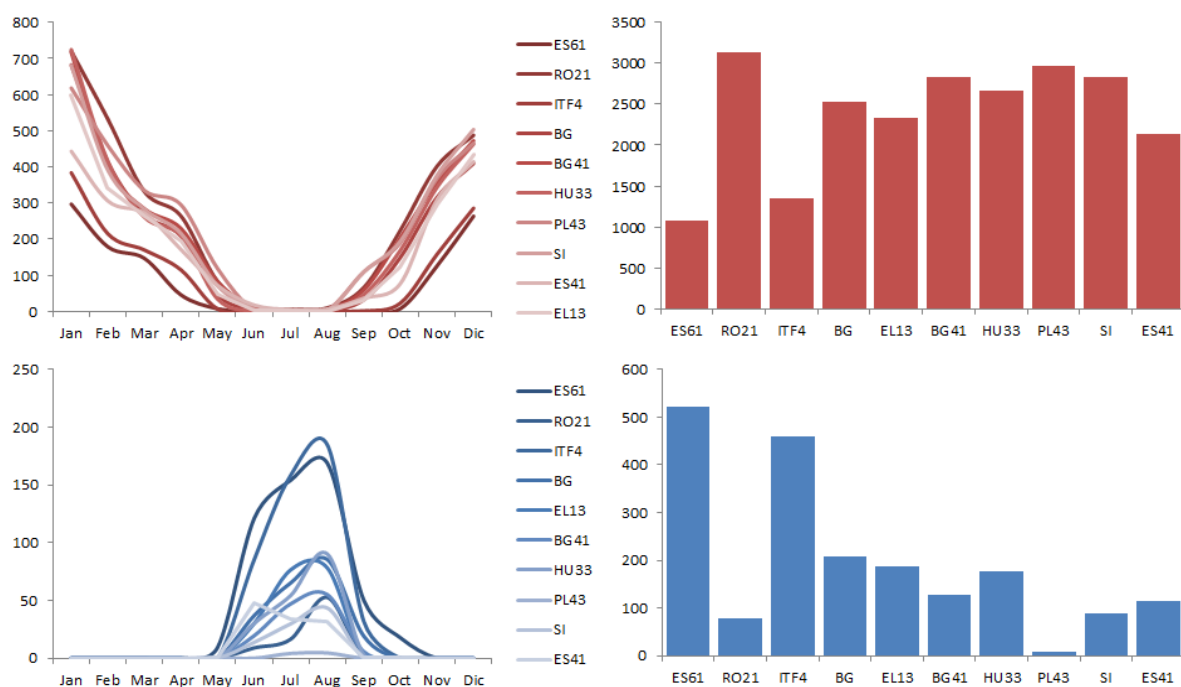 800
700
600
500
400
300
200
100
0
Jan Feb Mar Apr May Jun Jul Aug Sep Oct Nov Dic
ES61
RO21
ITF4
BG
BG41
HU33
PL43
SI
ES41
EL13
3500
3000
2500
2000
1500
1000
500
0
ES61 RO21 ITF4 BG EL13 BG41 HU33 PL43 SI ES41
250
200
150
100
50
0
Jan Feb Mar Apr May Jun Jul Aug Sep Oct Nov Dic
ES61
RO21
ITF4
BG
EL13
BG41
HU33
PL43
SI
ES41
600
500
400
300
200
100
0
ES61 RO21 ITF4 BG EL13 BG41 HU33 PL43 SI ES41